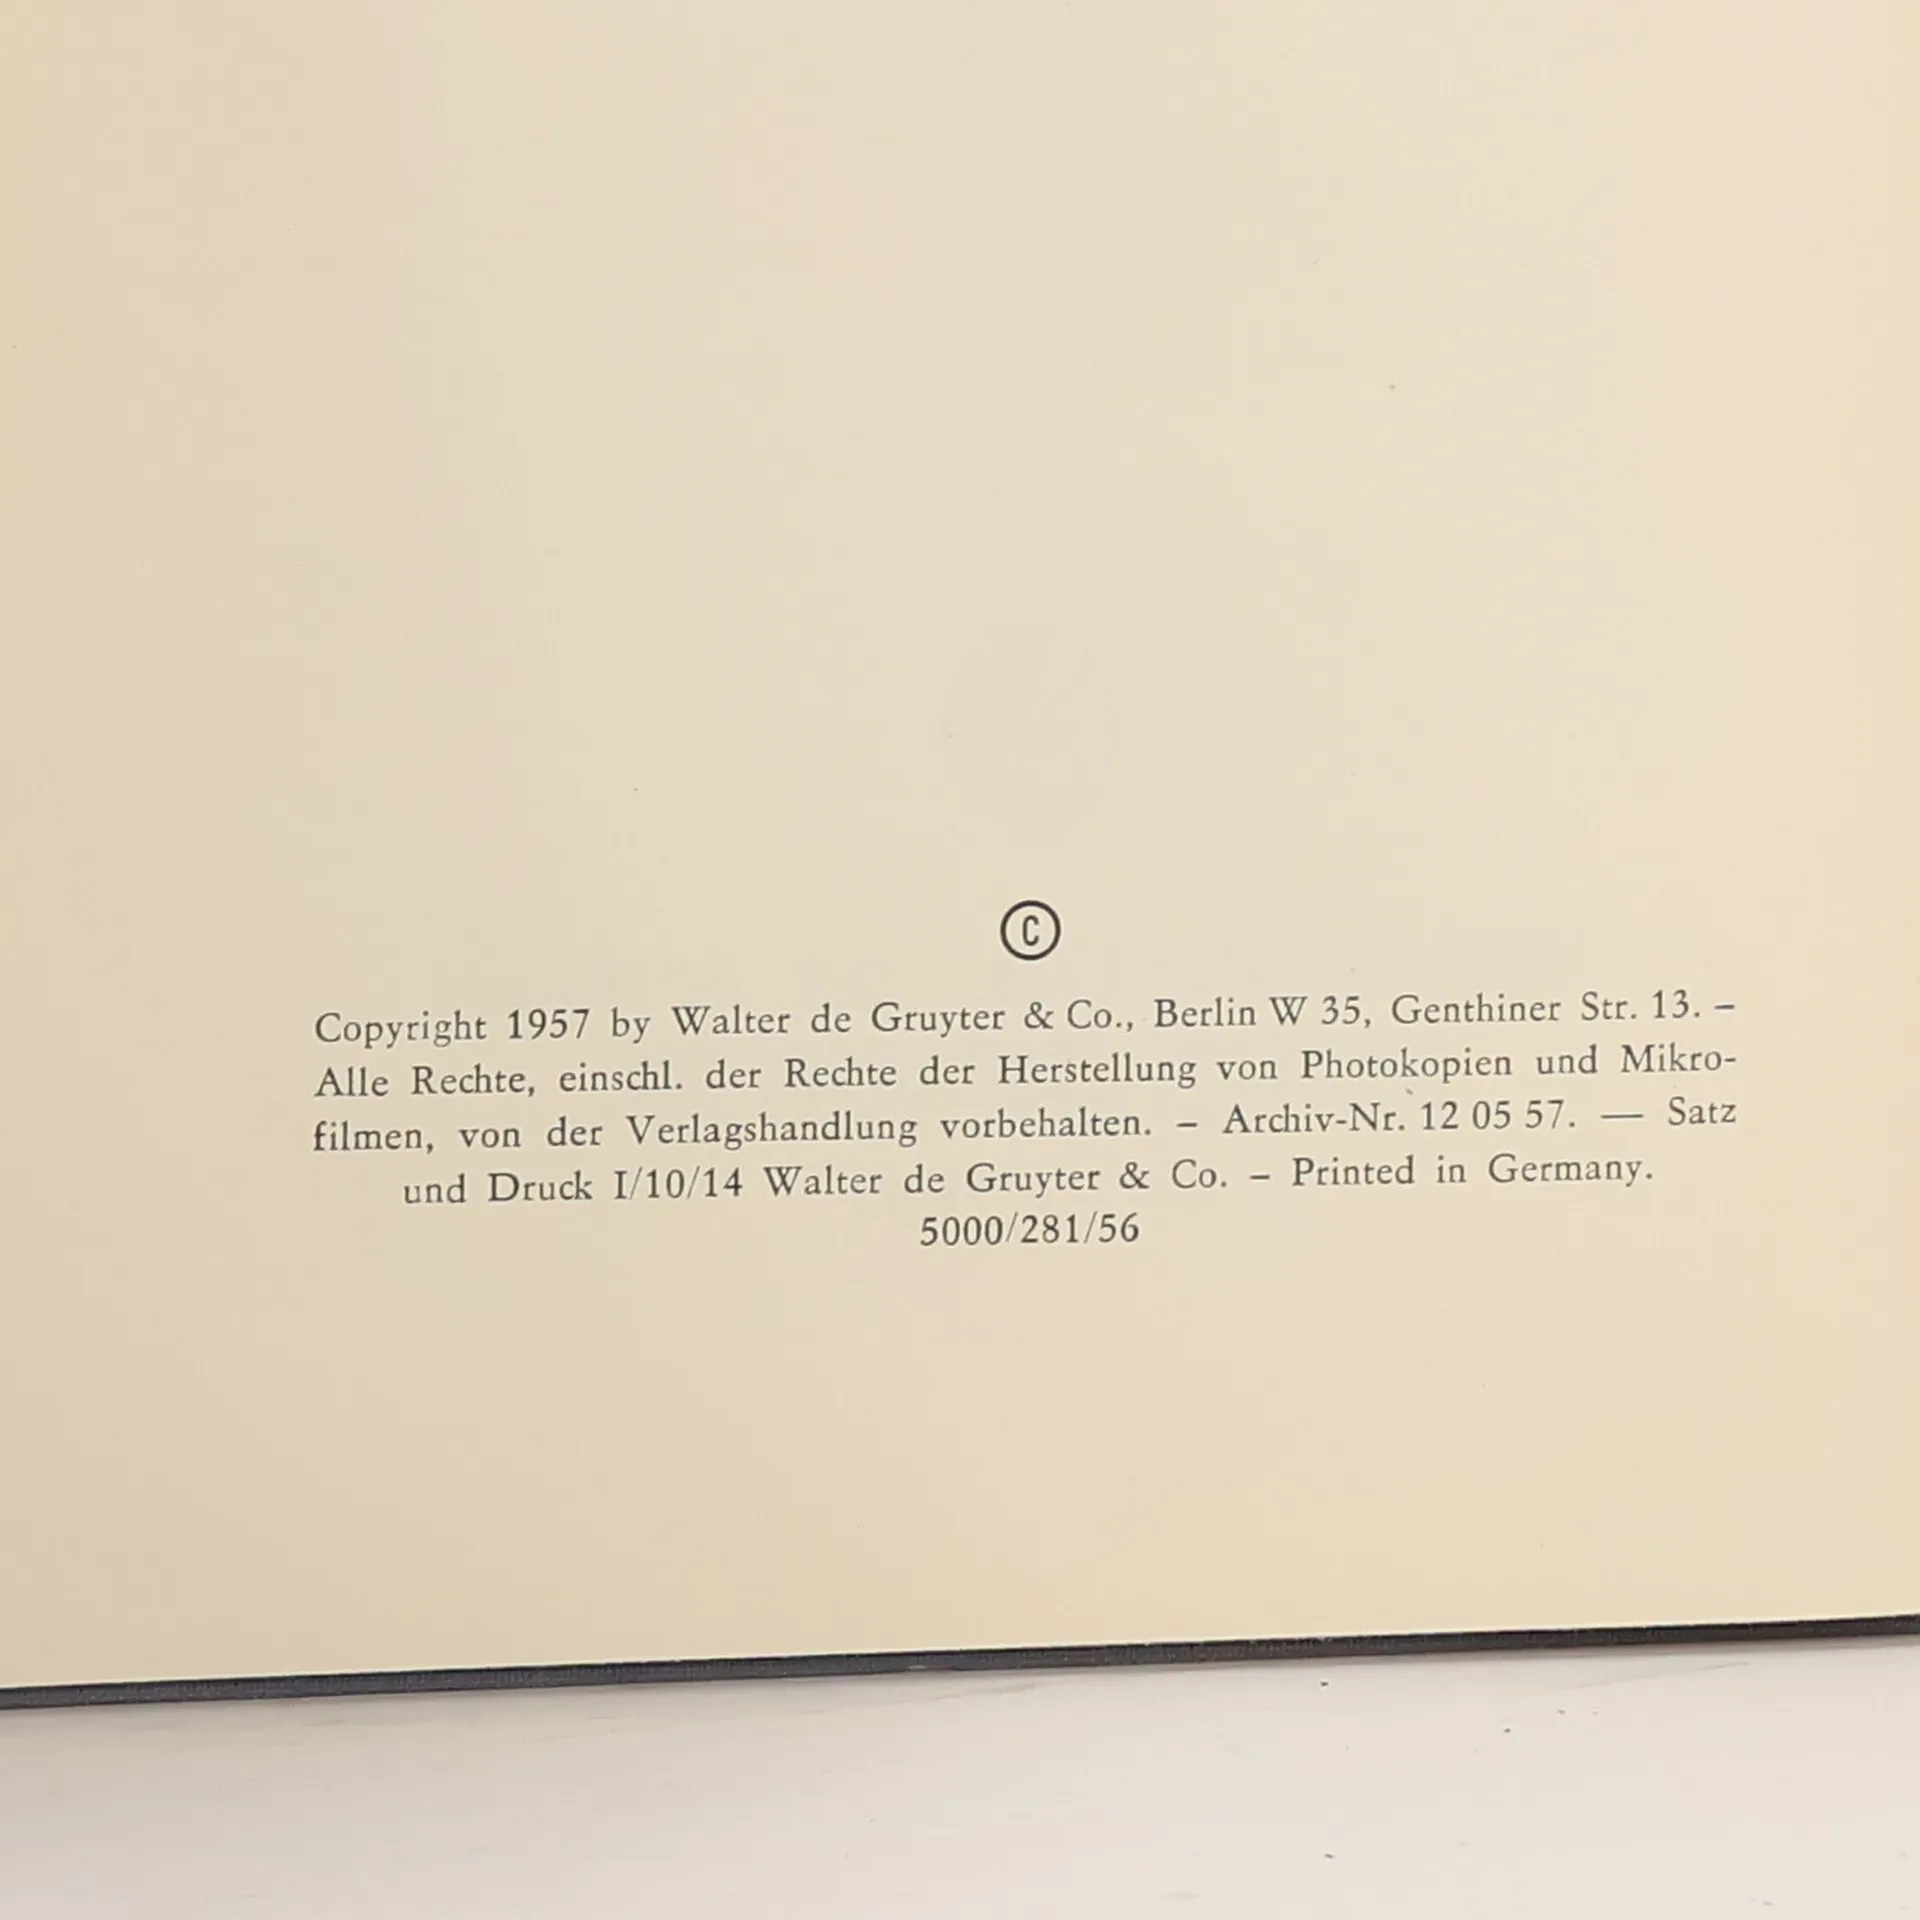 ©
Copyright 1957 by Walter de Gruyter & Co., Berlin W 35, Genthiner Str. 13. –
Alle Rechte, einschl. der Rechte der Herstellung von Photokopien und Mikro-
filmen, von der Verlagshandlung vorbehalten. – Archiv-Nr. 12 05 57. — Satz
und Druck I/10/14 Walter de Gruyter & Co. – Printed in Germany.
5000/281/56